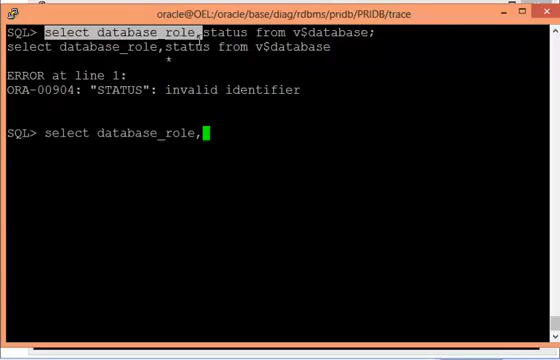 oracle@OEL:/oracle/base/diag/rdbms/pridb/PRIDB/trace
SQL> select database_role,status from v$database;
select database_role,status from v$database
*
ERROR at line 1:
ORA-00904: "STATUS": invalid identifier
SQL> select database_role,